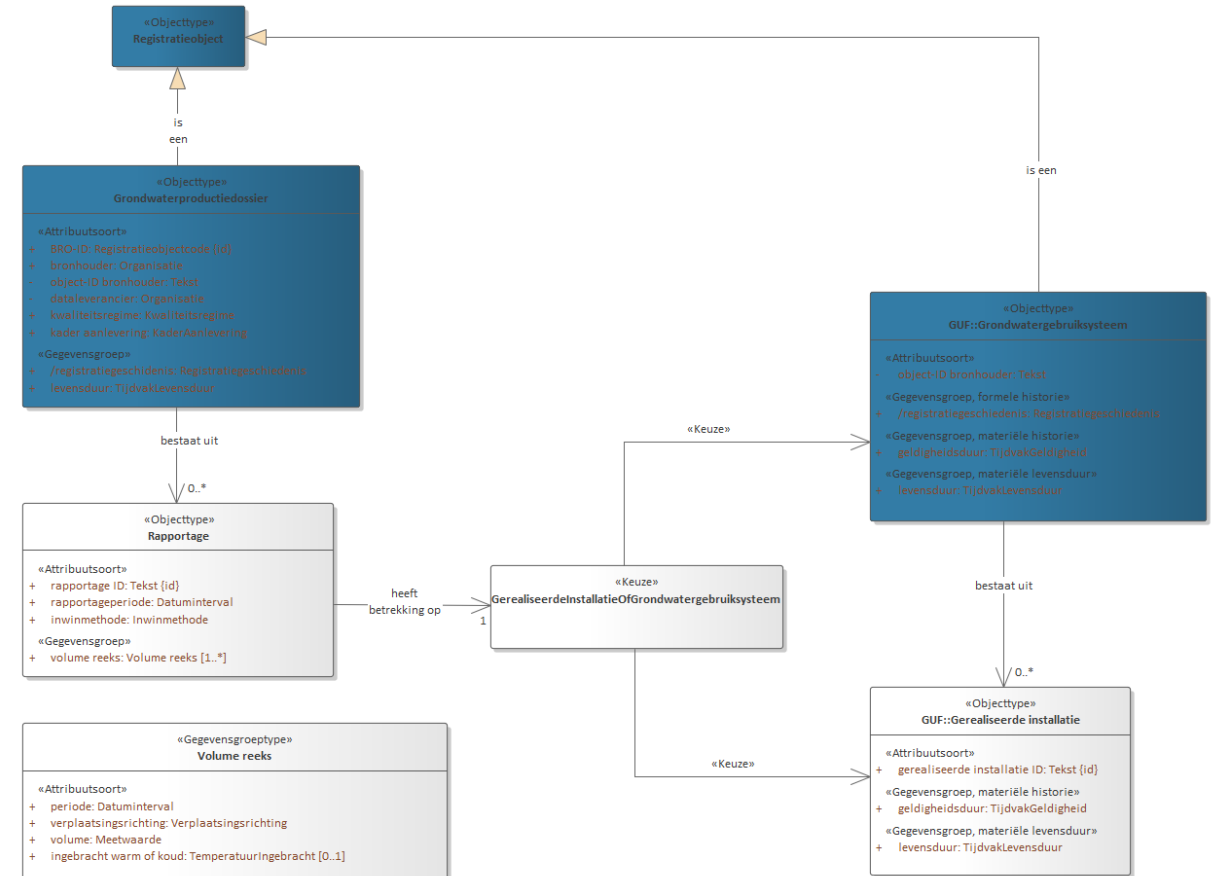 «Objecttype»
Registratieobject
is
een
is een
«Objecttype»
Grondwaterproductiedossier
«Attribuutsoort»
+ BRO-ID: Registratieobjectcode {id}
+ bronhouder: Organisatie
- object-ID bronhouder: Tekst
- dataleverancier: Organisatie
+ kwaliteitsregime: Kwaliteitsregime
+ kader aanlevering: KaderAanlevering
«Gegevensgroep»
+ /registratiegeschidenis: Registratiegeschiedenis
+ levensduur: TijdvakLevensduur
«Objecttype»
GUF::Grondwatergebruiksysteem
«Attribuutsoort»
- object-ID bronhouder: Tekst
«Gegevensgroep, formele historie»
+ /registratiegeschiedenis: Registratiegeschiedenis
«Gegevensgroep, materiële historie»
+ geldigheidsduur: TijdvakGeldigheid
«Gegevensgroep, materiële levensduur»
+ levensduur: TijdvakLevensduur
bestaat uit
0..*
«Keuze»
«Objecttype»
Rapportage
«Attribuutsoort»
+ rapportage ID: Tekst {id}
+ rapportageperiode: Datuminterval
+ inwinmethode: Inwinmethode
«Gegevensgroep»
+ volume reeks: Volume reeks [1..*]
heeft
betrekking op
1
«Keuze»
GerealiseerdeInstallatieOfGrondwatergebruiksysteem
bestaat uit
0..*
«Keuze»
«Objecttype»
GUF::Gerealiseerde installatie
«Attribuutsoort»
+ gerealiseerde installatie ID: Tekst {id}
«Gegevensgroep, materiële historie»
+ geldigheidsduur: TijdvakGeldigheid
«Gegevensgroep, materiële levensduur»
+ levensduur: TijdvakLevensduur
«Gegevensgroeptype»
Volume reeks
«Attribuutsoort»
+ periode: Datuminterval
+ verplaatsingsrichting: Verplaatsingsrichting
+ volume: Meetwaarde
+ ingebracht warm of koud: TemperatuurIngebracht [0..1]